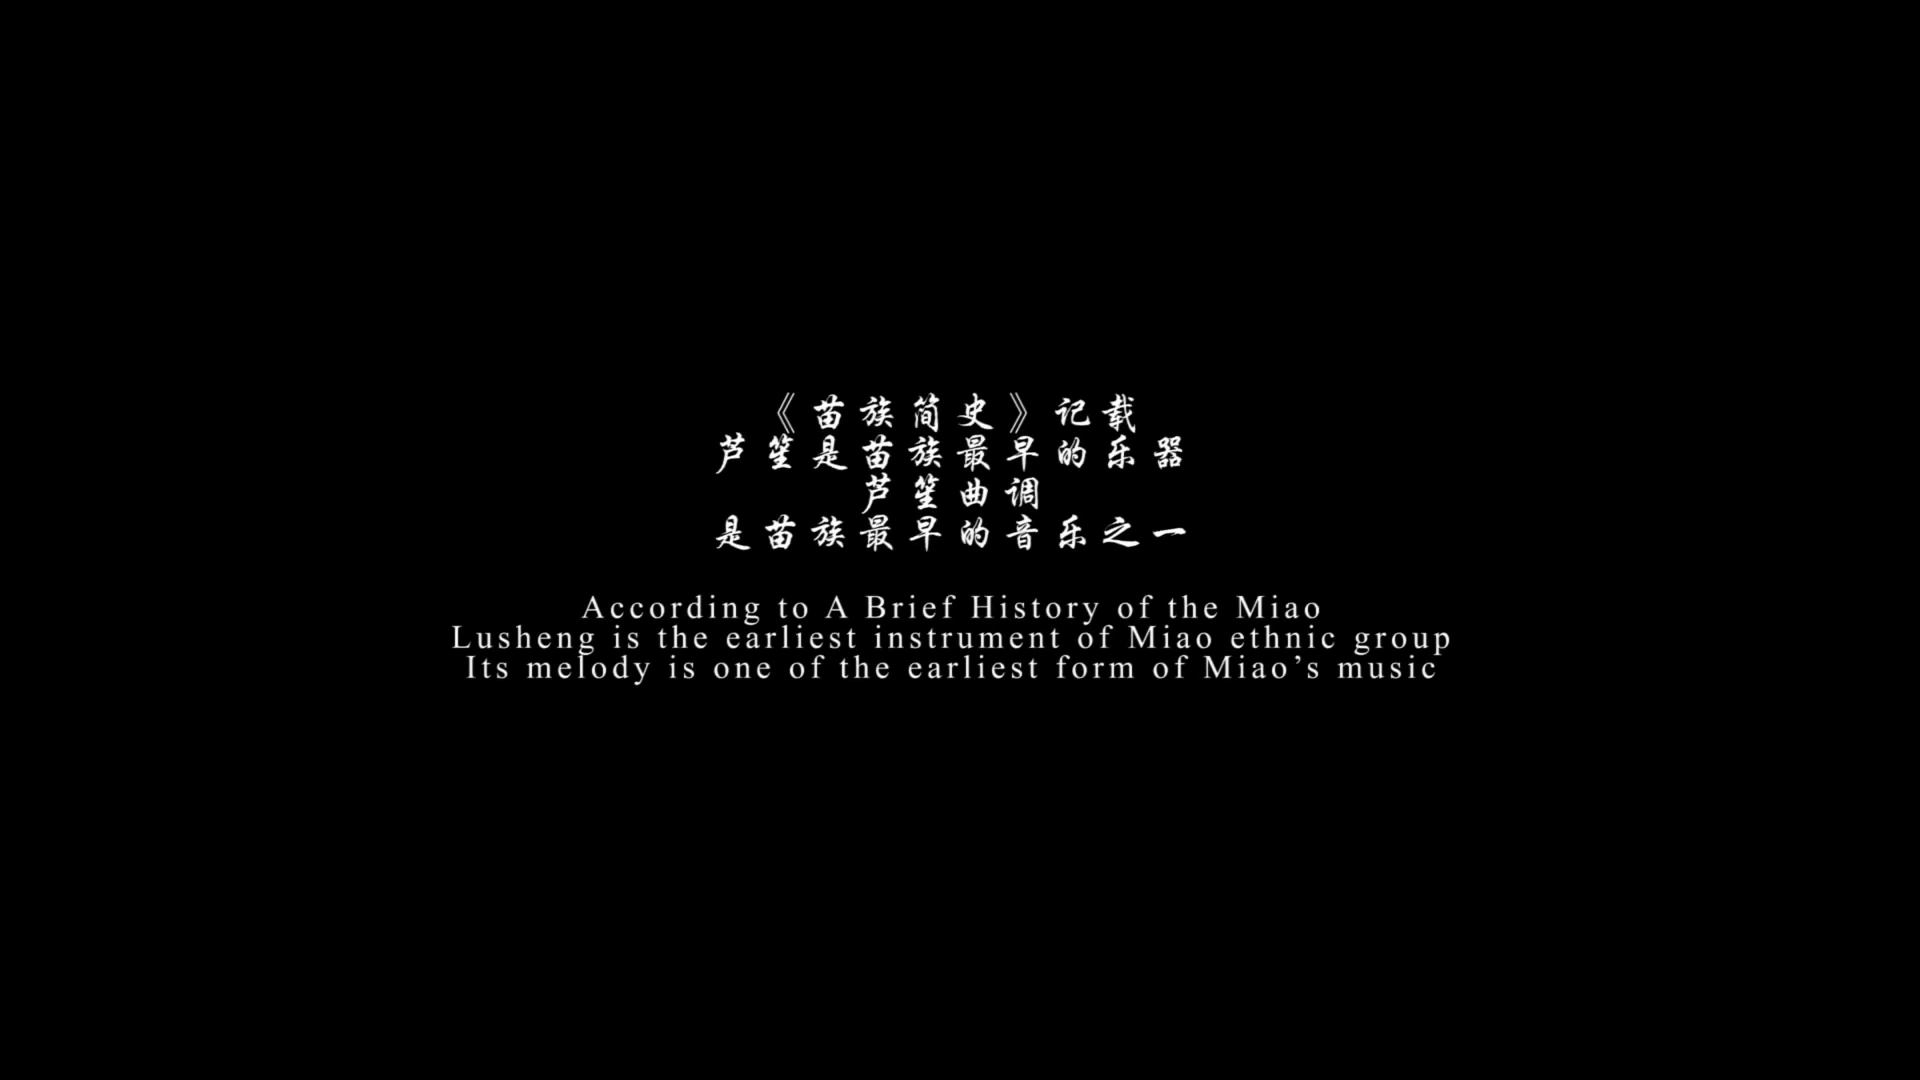 《苗族简史》记载
芦笙是苗族最早的乐器
芦笙曲调
是苗族最早的音乐之一
According to A Brief History of the Miao
Lusheng is the earliest instrument of Miao ethnic group
Its melody is one of the earliest form of Miao’s music